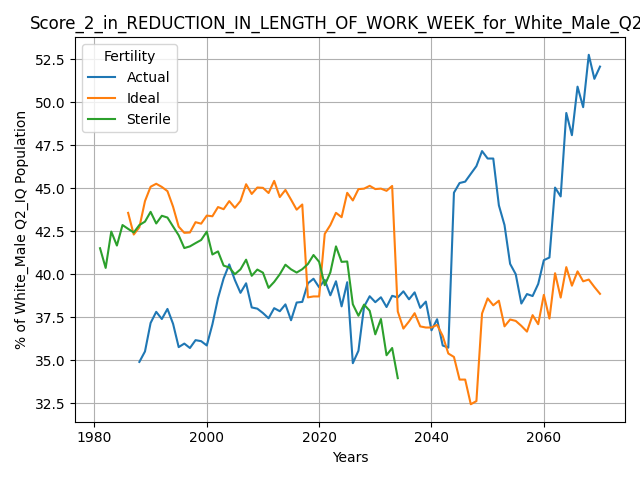 Score_2_in_REDUCTION_IN_LENGTH_OF_WORK_WEEK_for_White_Male_Q2
Fertility
Actual
Ideal
Sterile
% of White_Male Q2_IQ Population
52.5
50.0
47.5
45.0
42.5
40.0
37.5
35.0
32.5
1980 2000 2020 2040 2060
Years